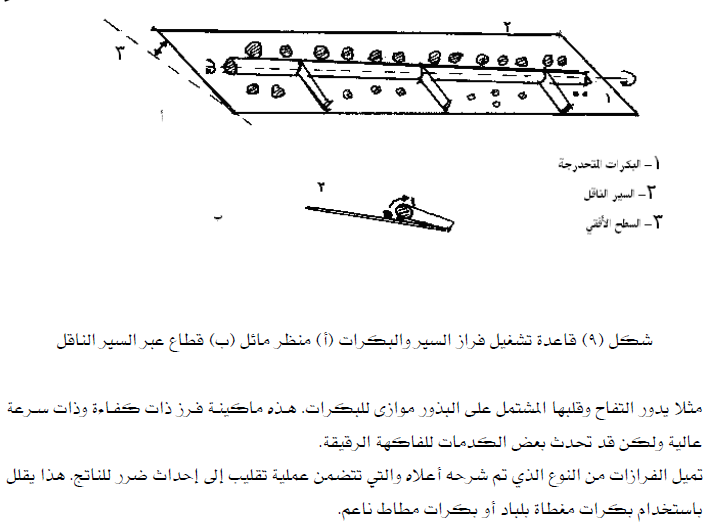 ٢
٣
١
أ
١- البكرات المتدحرجة
٢- السير الناقل
٣- السطح الأفقي
١
٢
ب
شكل (٩) قاعدة تشغيل فراز السير والبكرات (أ) منظر مائل (ب) قطاع عبر السير الناقل
مثلا يدور التفاح وقلبها المشتمل على البذور موازى للبكرات. هذه ماكينة فرز ذات كفاءة وذات سرعة
عالية ولكن قد تحدث بعض الكدمات للفاكهة الرقيقة.
تميل الفرازات من النوع الذي تم شرحه أعلاه والتي تتضمن عملية تقليب إلى إحداث ضرر للناتج. هذا يقلل
باستخدام بكرات مغطاة بلباد أو بكرات مطاط ناعم.